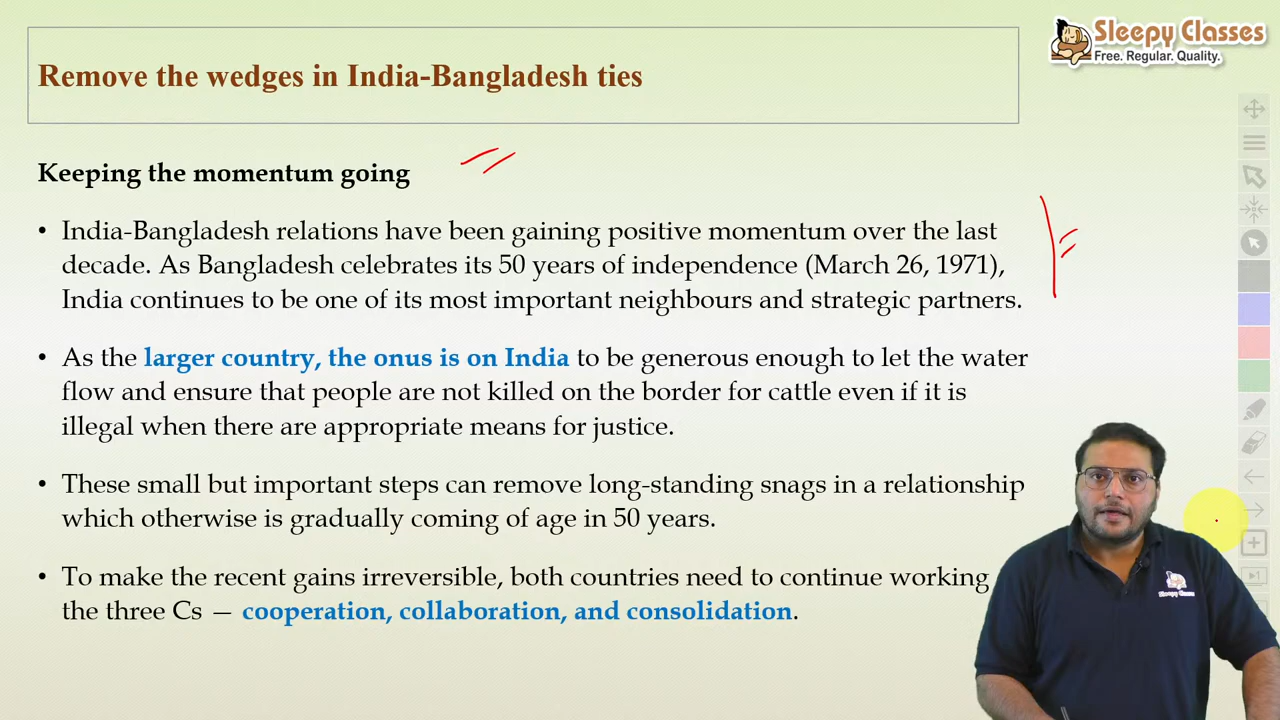 Sleepy Classes
Free. Regular. Quality.
Remove the wedges in India-Bangladesh ties
Keeping the momentum going
• India-Bangladesh relations have been gaining positive momentum over the last
decade. As Bangladesh celebrates its 50 years of independence (March 26, 1971),
India continues to be one of its most important neighbours and strategic partners.
• As the larger country, the onus is on India to be generous enough to let the water
flow and ensure that people are not killed on the border for cattle even if it is
illegal when there are appropriate means for justice.
• These small but important steps can remove long-standing snags in a relationship
which otherwise is gradually coming of age in 50 years.
• To make the recent gains irreversible, both countries need to continue working
the three Cs — cooperation, collaboration, and consolidation.
Sleepy Classes